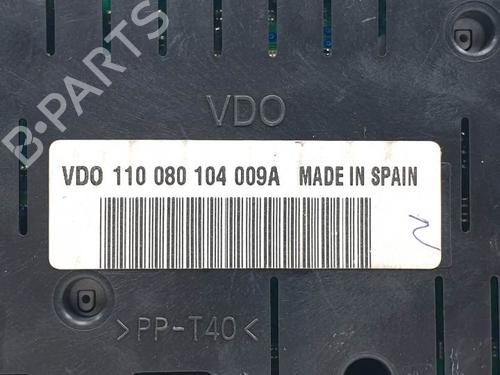 B-PARTS
VDO
VDO 110 080 104 009A MADE IN SPAIN
>PP-T40<